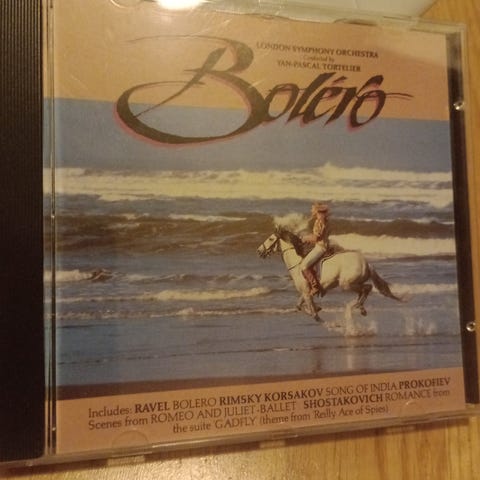 LONDON SYMPHONY ORCHESTRA
Conducted by
YAN-PASCAL TORTELIER
Boléro
Includes: RAVEL BOLERO RIMSKY KORSAKOV SONG OF INDIA PROKOFIEV
Scenes from ROMEO AND JULIET-BALLET SHOSTAKOVICH ROMANCE from
the suite 'GADFLY' (theme from 'Reilly Ace of Spies)